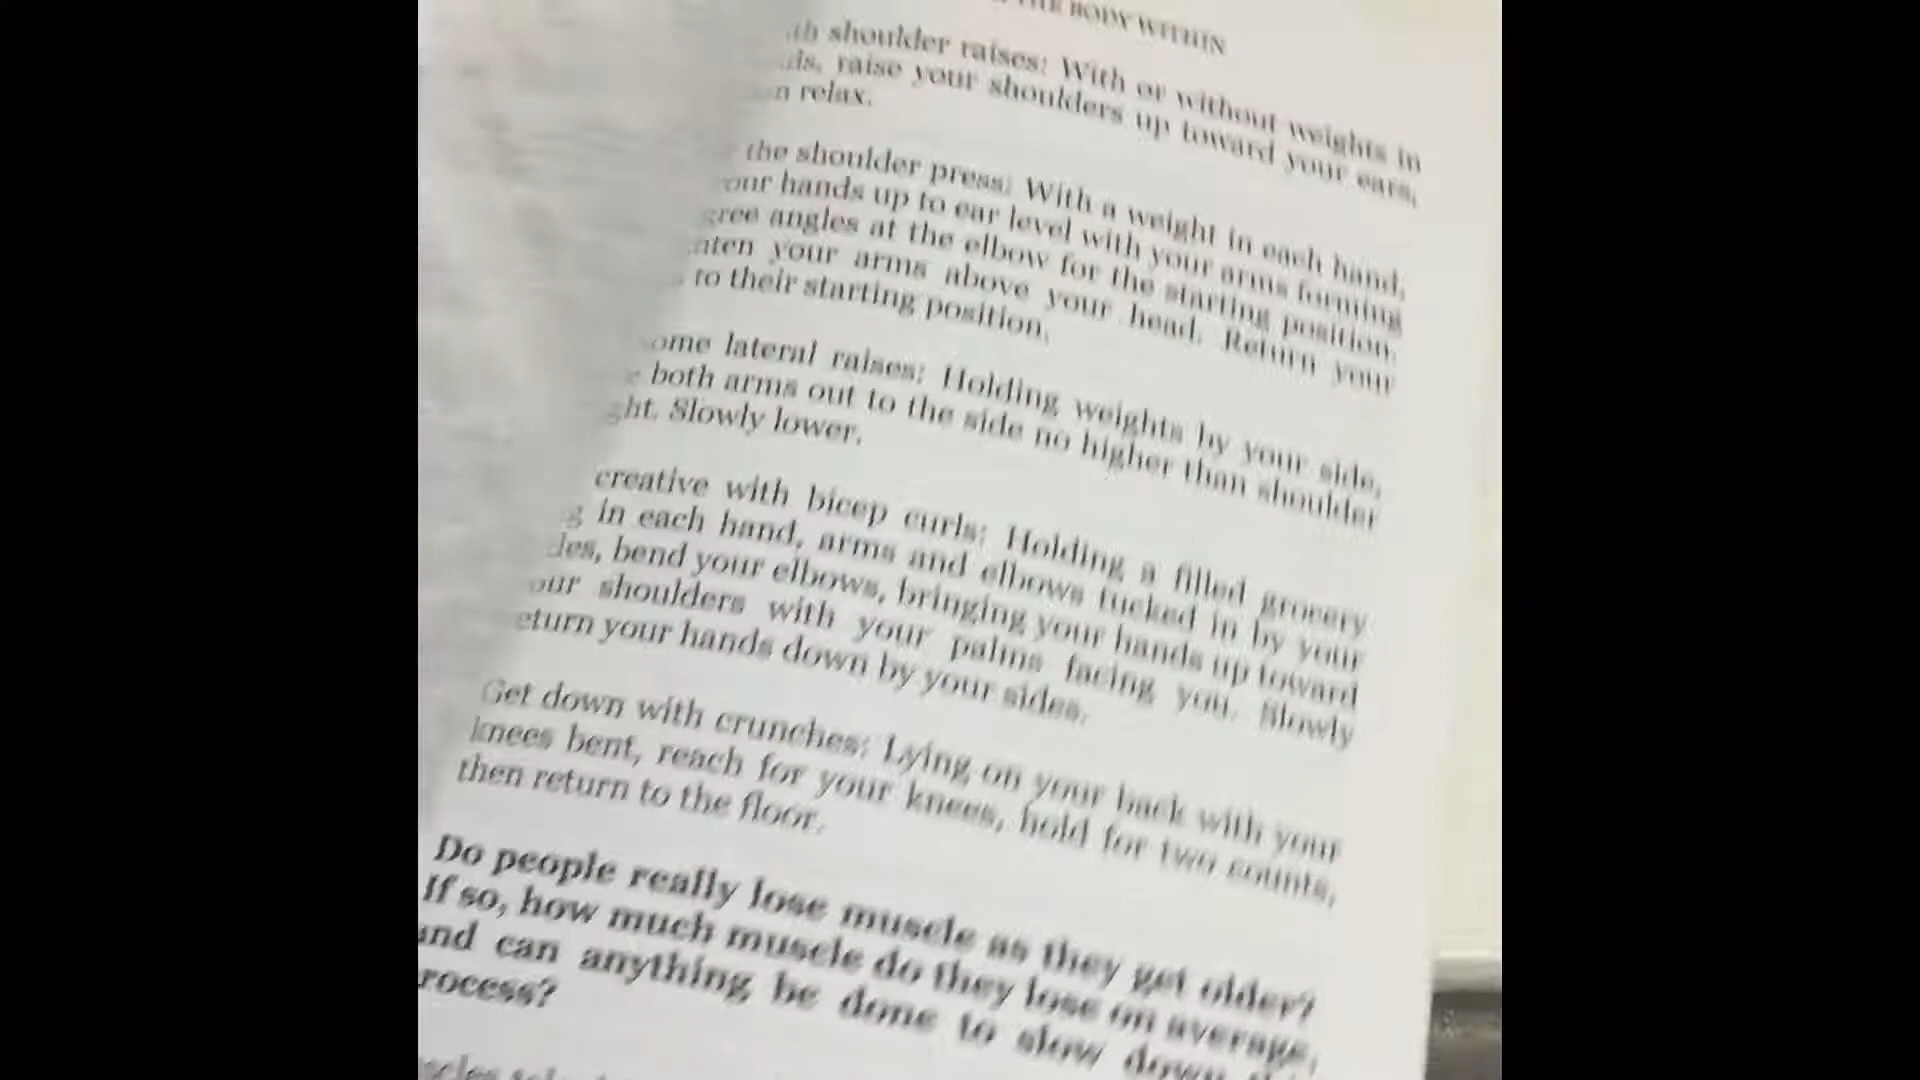 THE BODY WITHIN
shoulder raises: With or without weights in
raise your shoulders up toward your ears,
relax.
the shoulder press: With a weight in each hand,
hands up to ear level with your arms forming
angles at the elbow for the starting position.
your arms above your head. Return your
to their starting position.
lateral raises: Holding weights by your side,
both arms out to the side no higher than shoulder
Slowly lower.
creative with bicep curls: Holding a filled grocery
in each hand, arms and elbows tucked in by your
bend your elbows, bringing your hands up toward
shoulders with your palms facing you. Slowly
your hands down by your sides.
Get down with crunches: Lying on your back with your
knees bent, reach for your knees, hold for two counts,
then return to the floor.
Do people really lose muscle as they get older?
If so, how much muscle do they lose on average,
and can anything be done to slow down